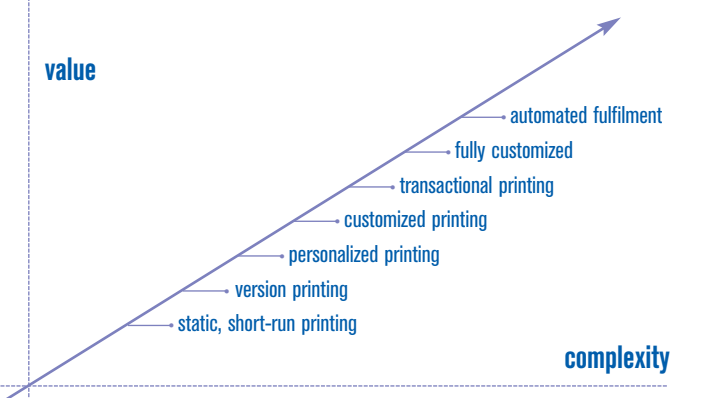 value
automated fulfilment
fully customized
transactional printing
customized printing
personalized printing
version printing
static, short-run printing
complexity